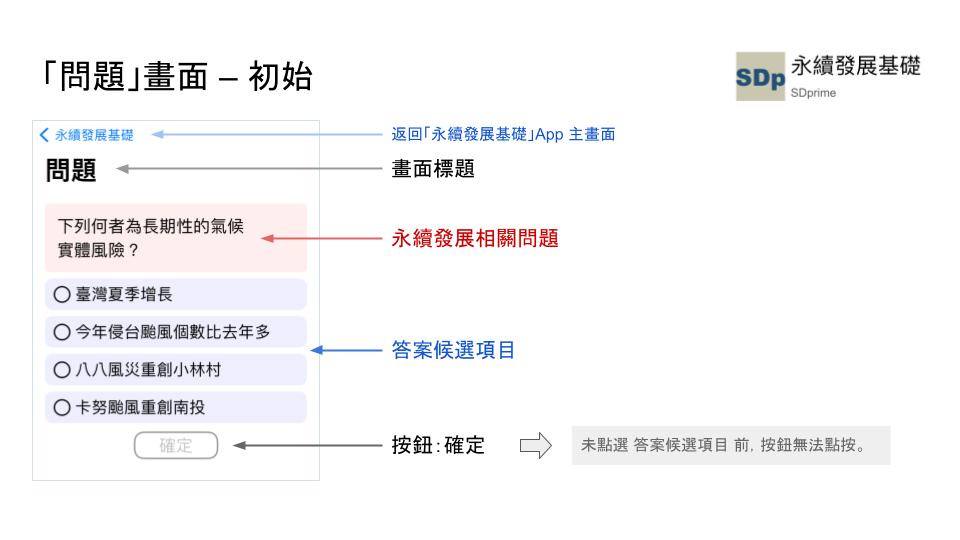 「問題」畫面 – 初始
SDp
永續發展基礎
SDprime
永續發展基礎
返回「永續發展基礎」App 主畫面
問題
畫面標題
下列何者為長期性的氣候
實體風險？
永續發展相關問題
臺灣夏季增長
今年侵台颱風個數比去年多
八八風災重創小林村
卡努颱風重創南投
答案候選項目
確定
按鈕：確定
未點選 答案候選項目 前，按鈕無法點按。